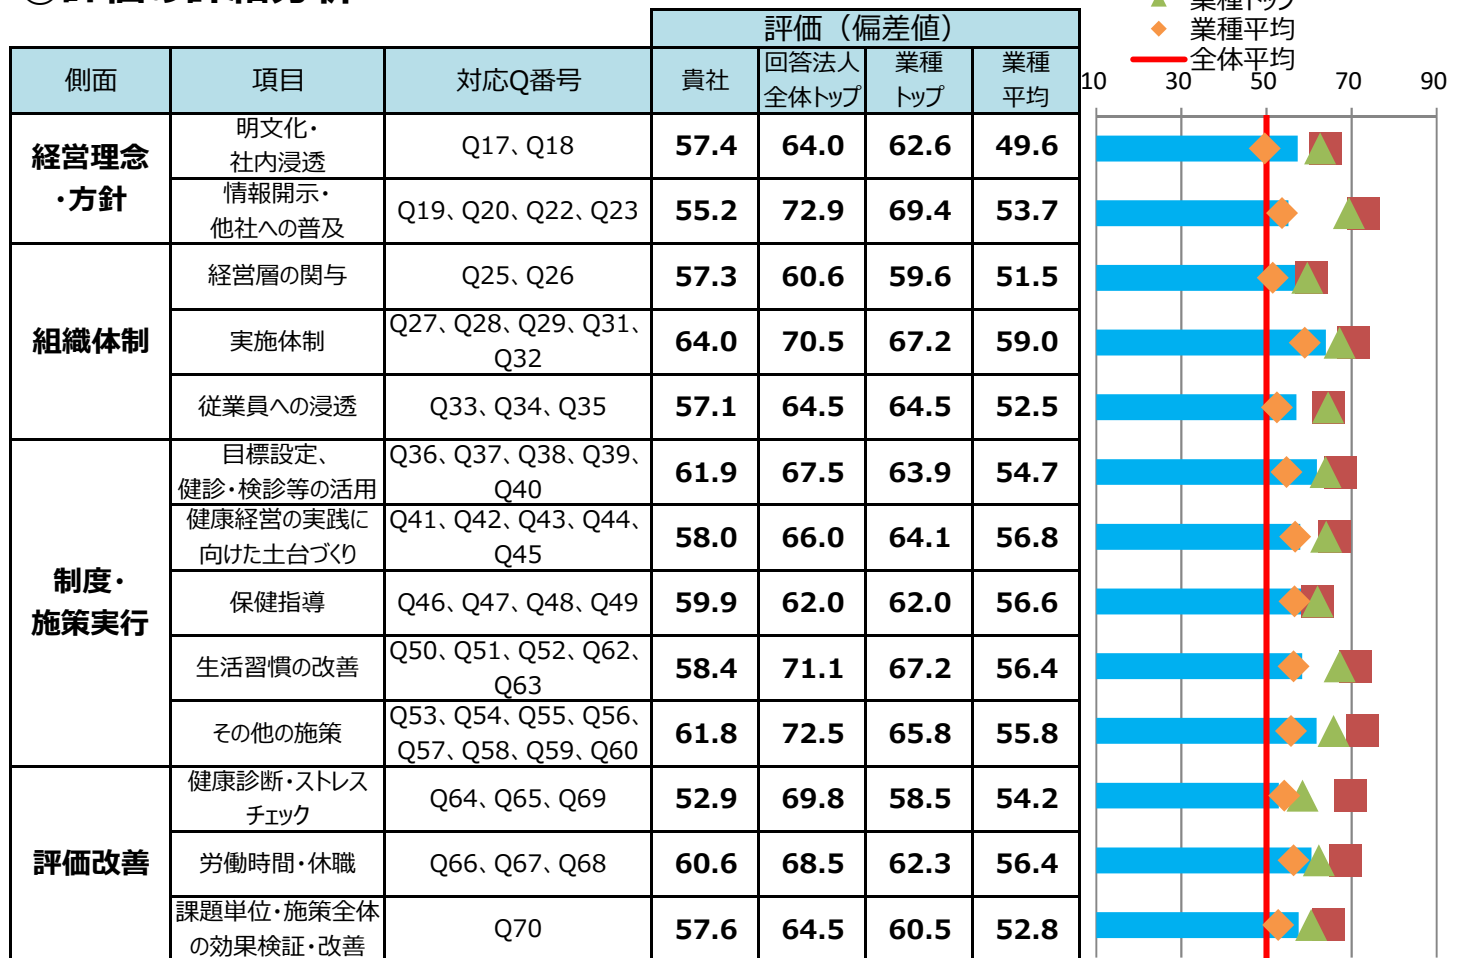 ③評価の詳細分析
業種トップ
業種平均
全体平均
評価（偏差値）
側面 項目 対応Q番号 貴社 回答法人 業種 業種
全体トップ トップ 平均
10 30 50 70 90
経営理念
・方針
明文化・
社内浸透
Q17、Q18 57.4 64.0 62.6 49.6
情報開示・
他社への普及
Q19、Q20、Q22、Q23 55.2 72.9 69.4 53.7
組織体制
経営層の関与 Q25、Q26 57.3 60.6 59.6 51.5
実施体制
Q27、Q28、Q29、Q31、
Q32
64.0 70.5 67.2 59.0
従業員への浸透 Q33、Q34、Q35 57.1 64.5 64.5 52.5
制度・
施策実行
目標設定、
健診・検診等の活用
Q36、Q37、Q38、Q39、
Q40
61.9 67.5 63.9 54.7
健康経営の実践に
向けた土台づくり
Q41、Q42、Q43、Q44、
Q45
58.0 66.0 64.1 56.8
保健指導 Q46、Q47、Q48、Q49 59.9 62.0 62.0 56.6
生活習慣の改善
Q50、Q51、Q52、Q62、
Q63
58.4 71.1 67.2 56.4
その他の施策
Q53、Q54、Q55、Q56、
Q57、Q58、Q59、Q60
61.8 72.5 65.8 55.8
評価改善
健康診断・ストレス
チェック
Q64、Q65、Q69 52.9 69.8 58.5 54.2
労働時間・休職 Q66、Q67、Q68 60.6 68.5 62.3 56.4
課題単位・施策全体
の効果検証・改善
Q70 57.6 64.5 60.5 52.8